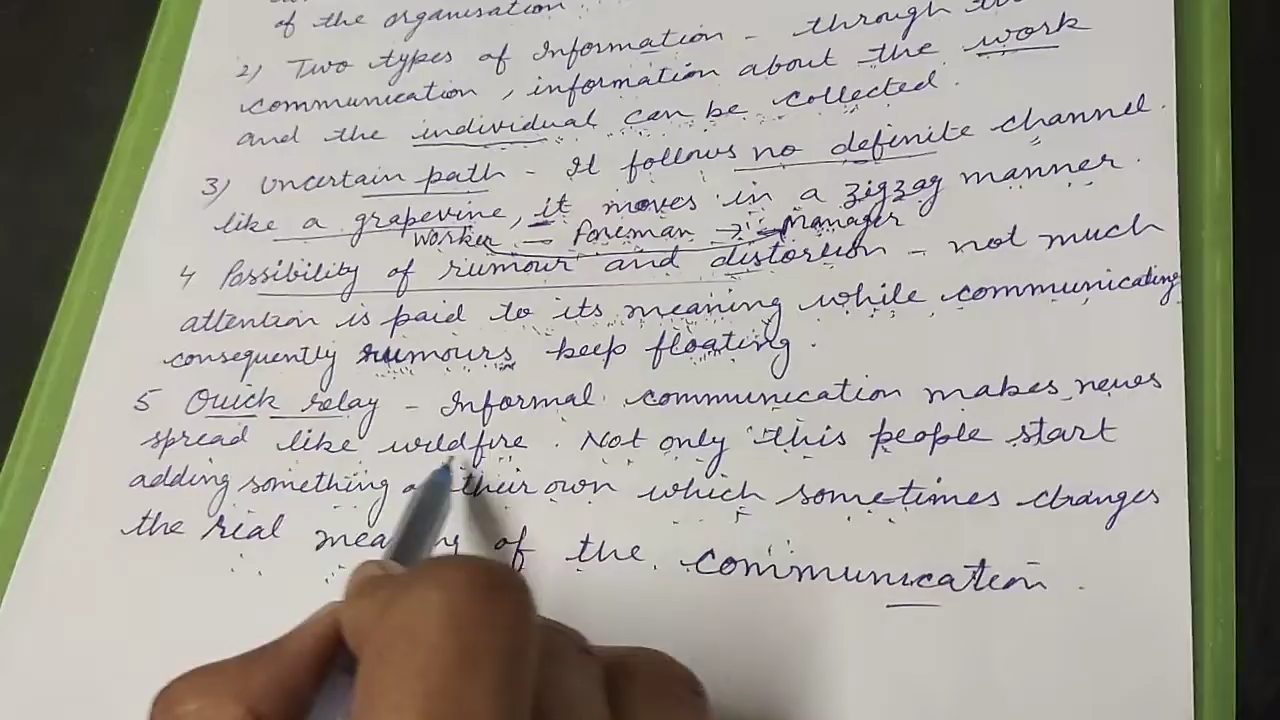 of the organisation.
2) Two types of Information - through
communication, information about the work
and the individual can be collected.
3) Uncertain path - It follows no definite channel.
like a grapevine, it moves in a zigzag manner.
Worker → Foreman → Manager
4 Possibility of rumour and distortion - not much
attention is paid to its meaning while communicating
consequently rumours keep floating.
5 Quick relay - Informal communication makes news
spread like wildfire. Not only this people start
adding something their own which sometimes changes
the real of the communication.